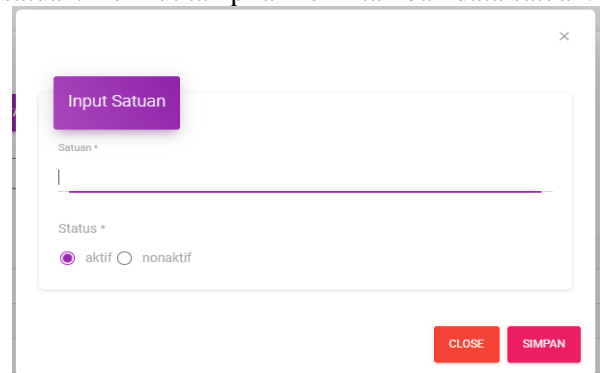 ×
Input Satuan
Satuan *
Status *
aktif nonaktif
CLOSE SIMPAN